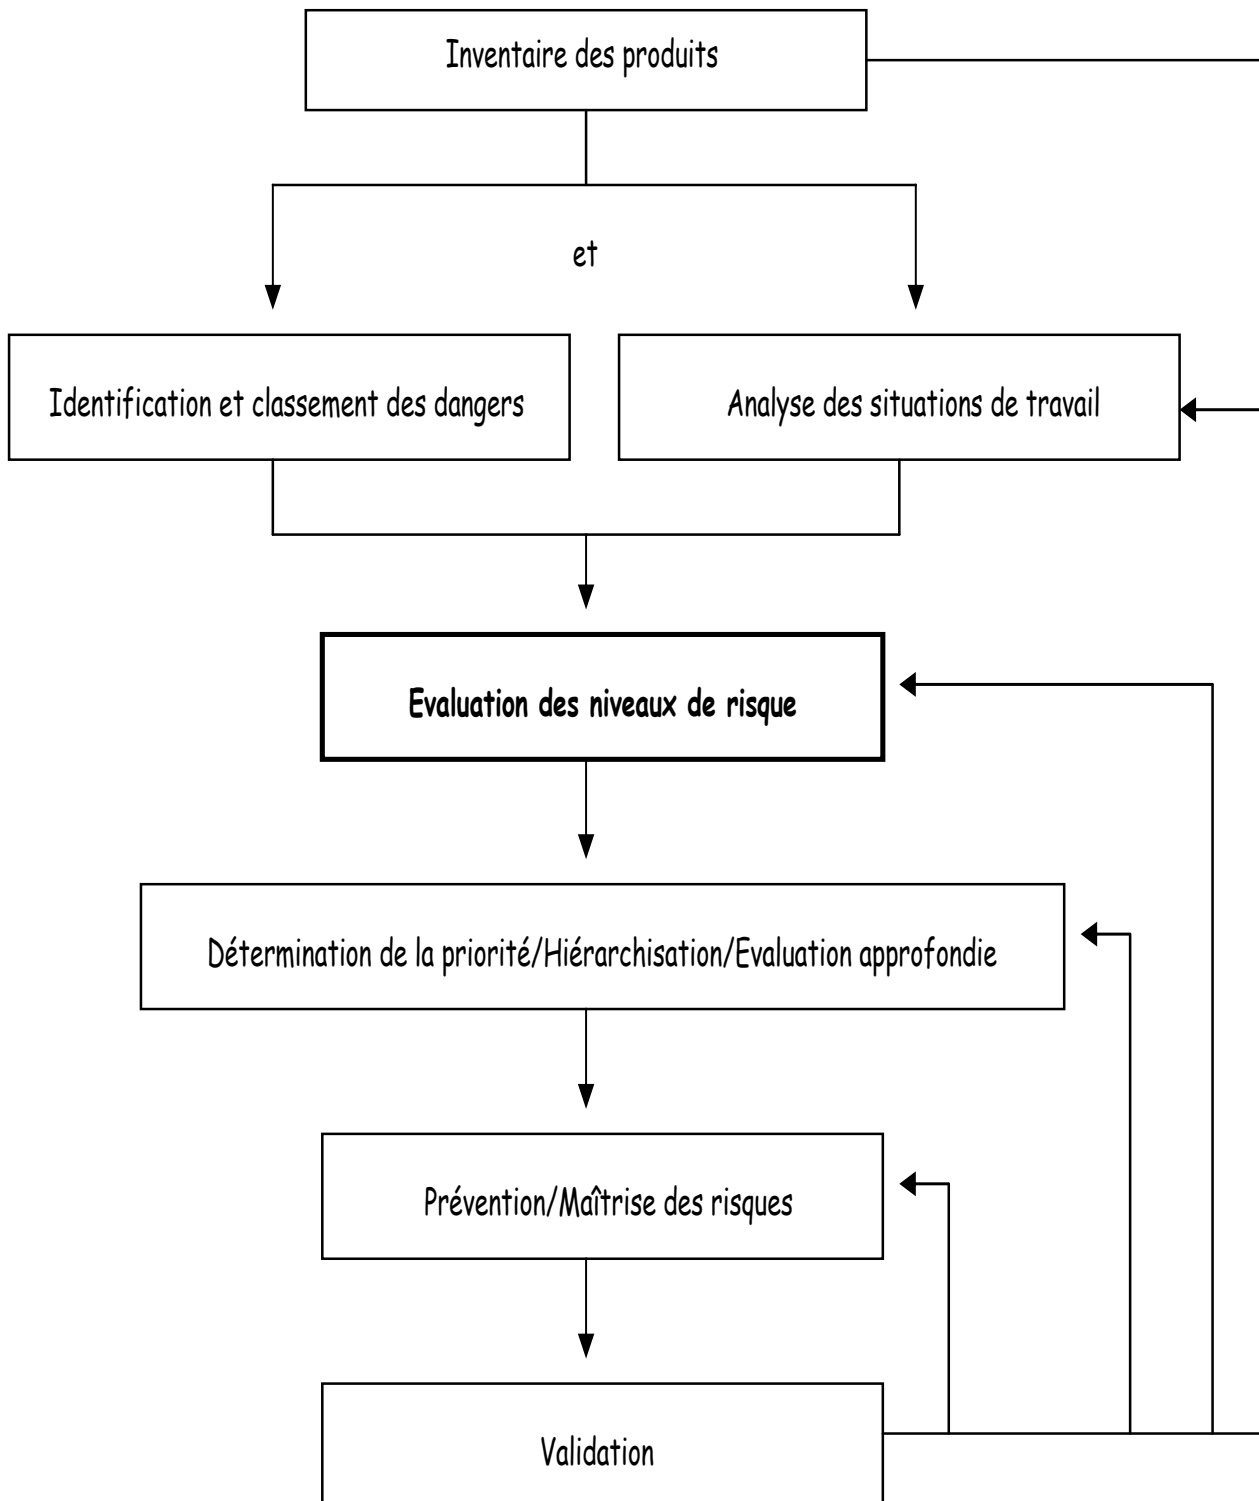 Inventaire des produits
et
Identification et classement des dangers
Analyse des situations de travail
Evaluation des niveaux de risque
Détermination de la priorité/Hiérarchisation/Evaluation approfondie
Prévention/Maîtrise des risques
Validation